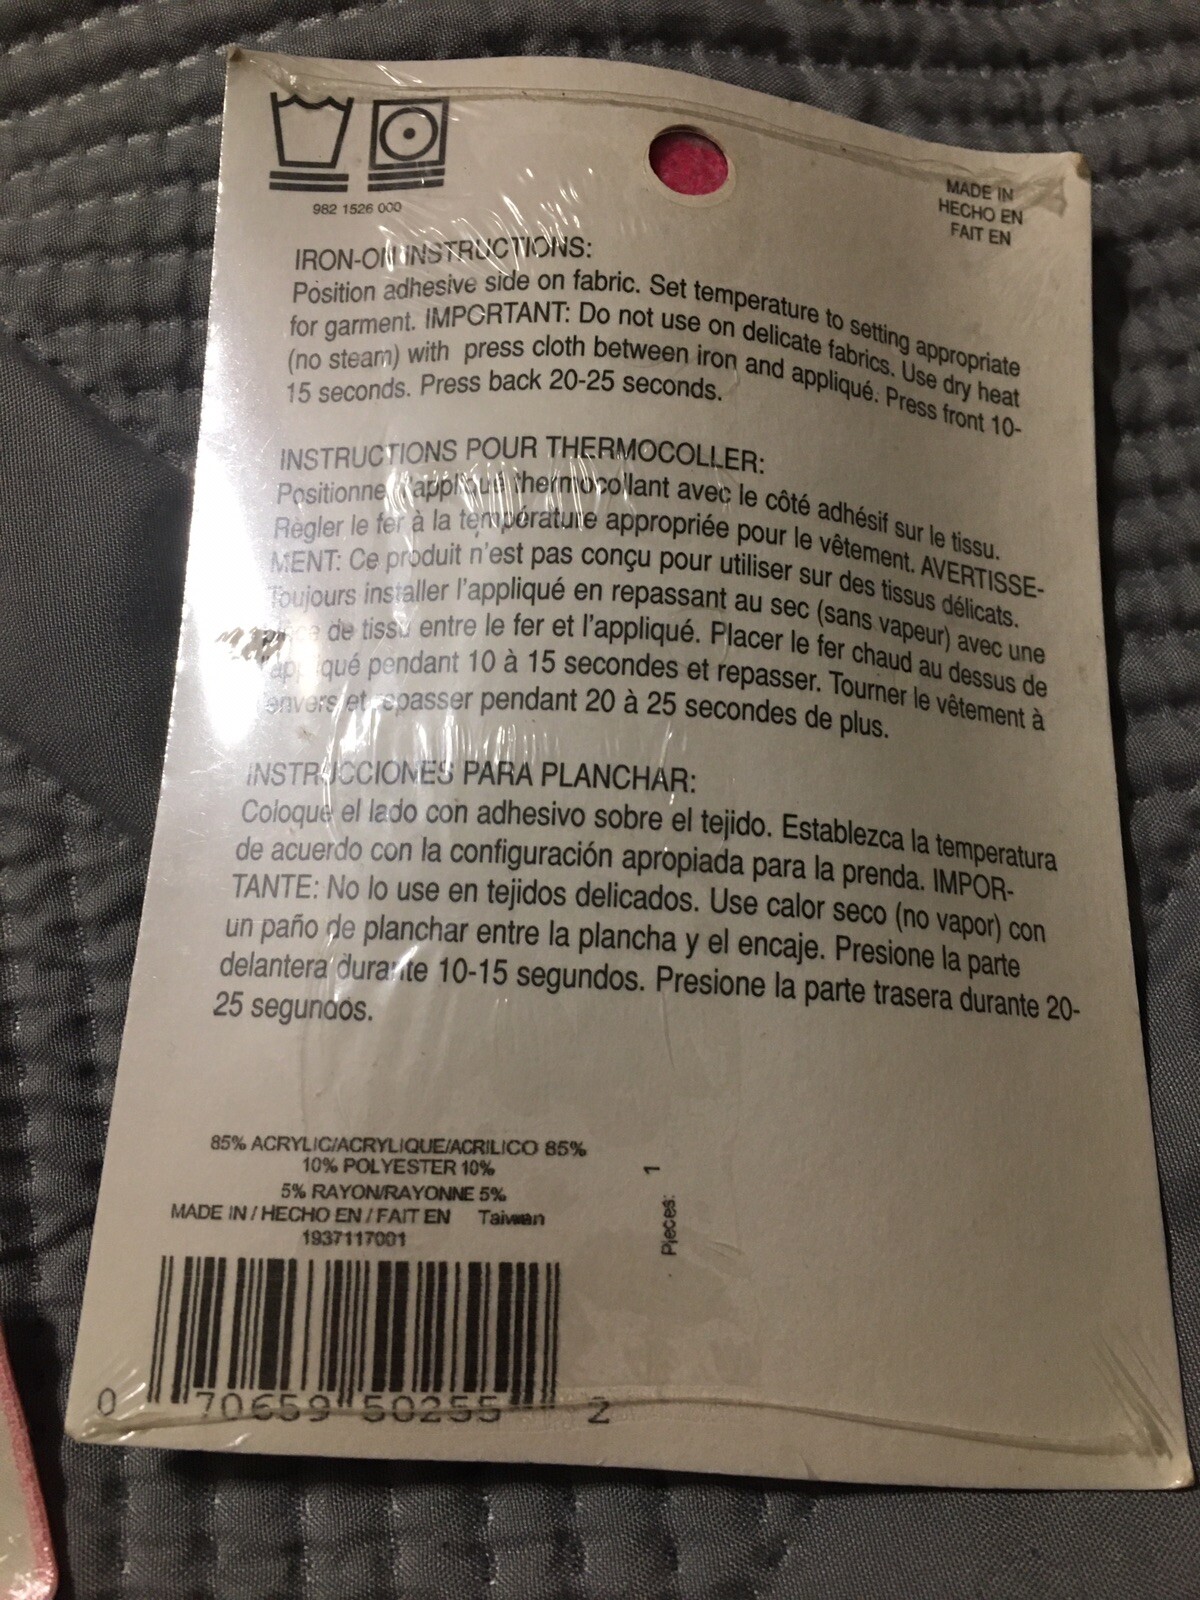 982 1526 000
MADE IN
HECHO EN
FAIT EN
IRON-ON INSTRUCTIONS:
Position adhesive side on fabric. Set temperature to setting appropriate
for garment. IMPORTANT: Do not use on delicate fabrics. Use dry heat
(no steam) with press cloth between iron and appliqué. Press front 10-
15 seconds. Press back 20-25 seconds.
INSTRUCTIONS POUR THERMOCOLLER:
l'appliqué thermocollant avec le côté adhésif sur le tissu.
Règler le fer à la température appropriée pour le vêtement. AVERTISSE-
MENT: Ce produit n'est pas conçu pour utiliser sur des tissus délicats.
Toujours installer l'appliqué en repassant au sec (sans vapeur) avec une
de tissu entre le fer et l'appliqué. Placer le fer chaud au dessus de
l'appliqué pendant 10 à 15 secondes et repasser. Tourner le vêtement à
l'envers et repasser pendant 20 à 25 secondes de plus.
INSTRUCCIONES PARA PLANCHAR:
Coloque el lado con adhesivo sobre el tejido. Establezca la temperatura
de acuerdo con la configuración apropiada para la prenda. IMPOR-
TANTE: No lo use en tejidos delicados. Use calor seco (no vapor) con
un paño de planchar entre la plancha y el encaje. Presione la parte
delantera durante 10-15 segundos. Presione la parte trasera durante 20-
25 segundos.
85% ACRYLIC/ACRYLIQUE/ACRILICO 85%
10% POLYESTER 10%
5% RAYON/RAYONNE 5%
MADE IN / HECHO EN / FAIT EN Taiwan
1937117001
Pieces: 1
0 70659 50255 2